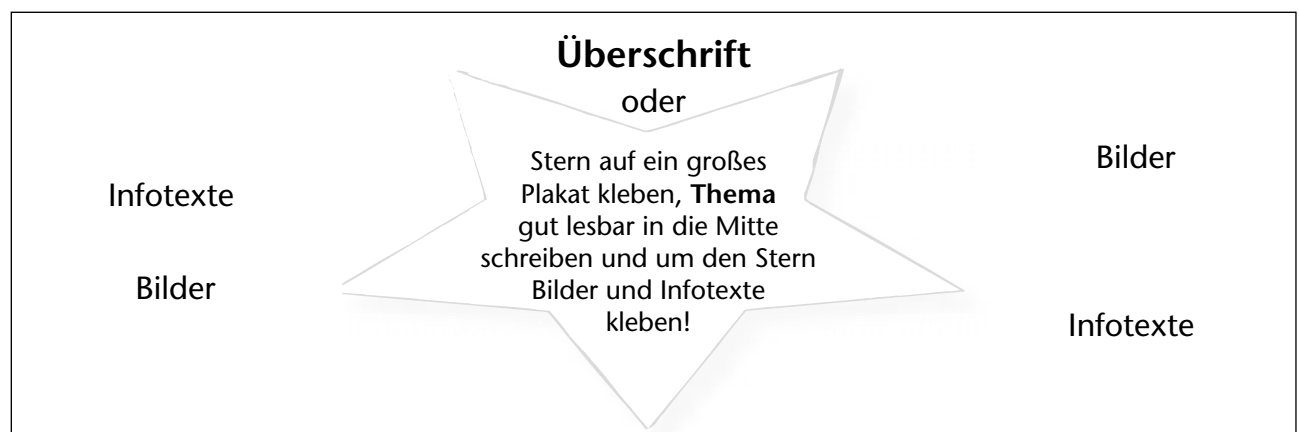 Überschrift
oder
Stern auf ein großes
Plakat kleben, Thema
gut lesbar in die Mitte
schreiben und um den Stern
Bilder und Infotexte
kleben!
Infotexte
Bilder
Bilder
Infotexte